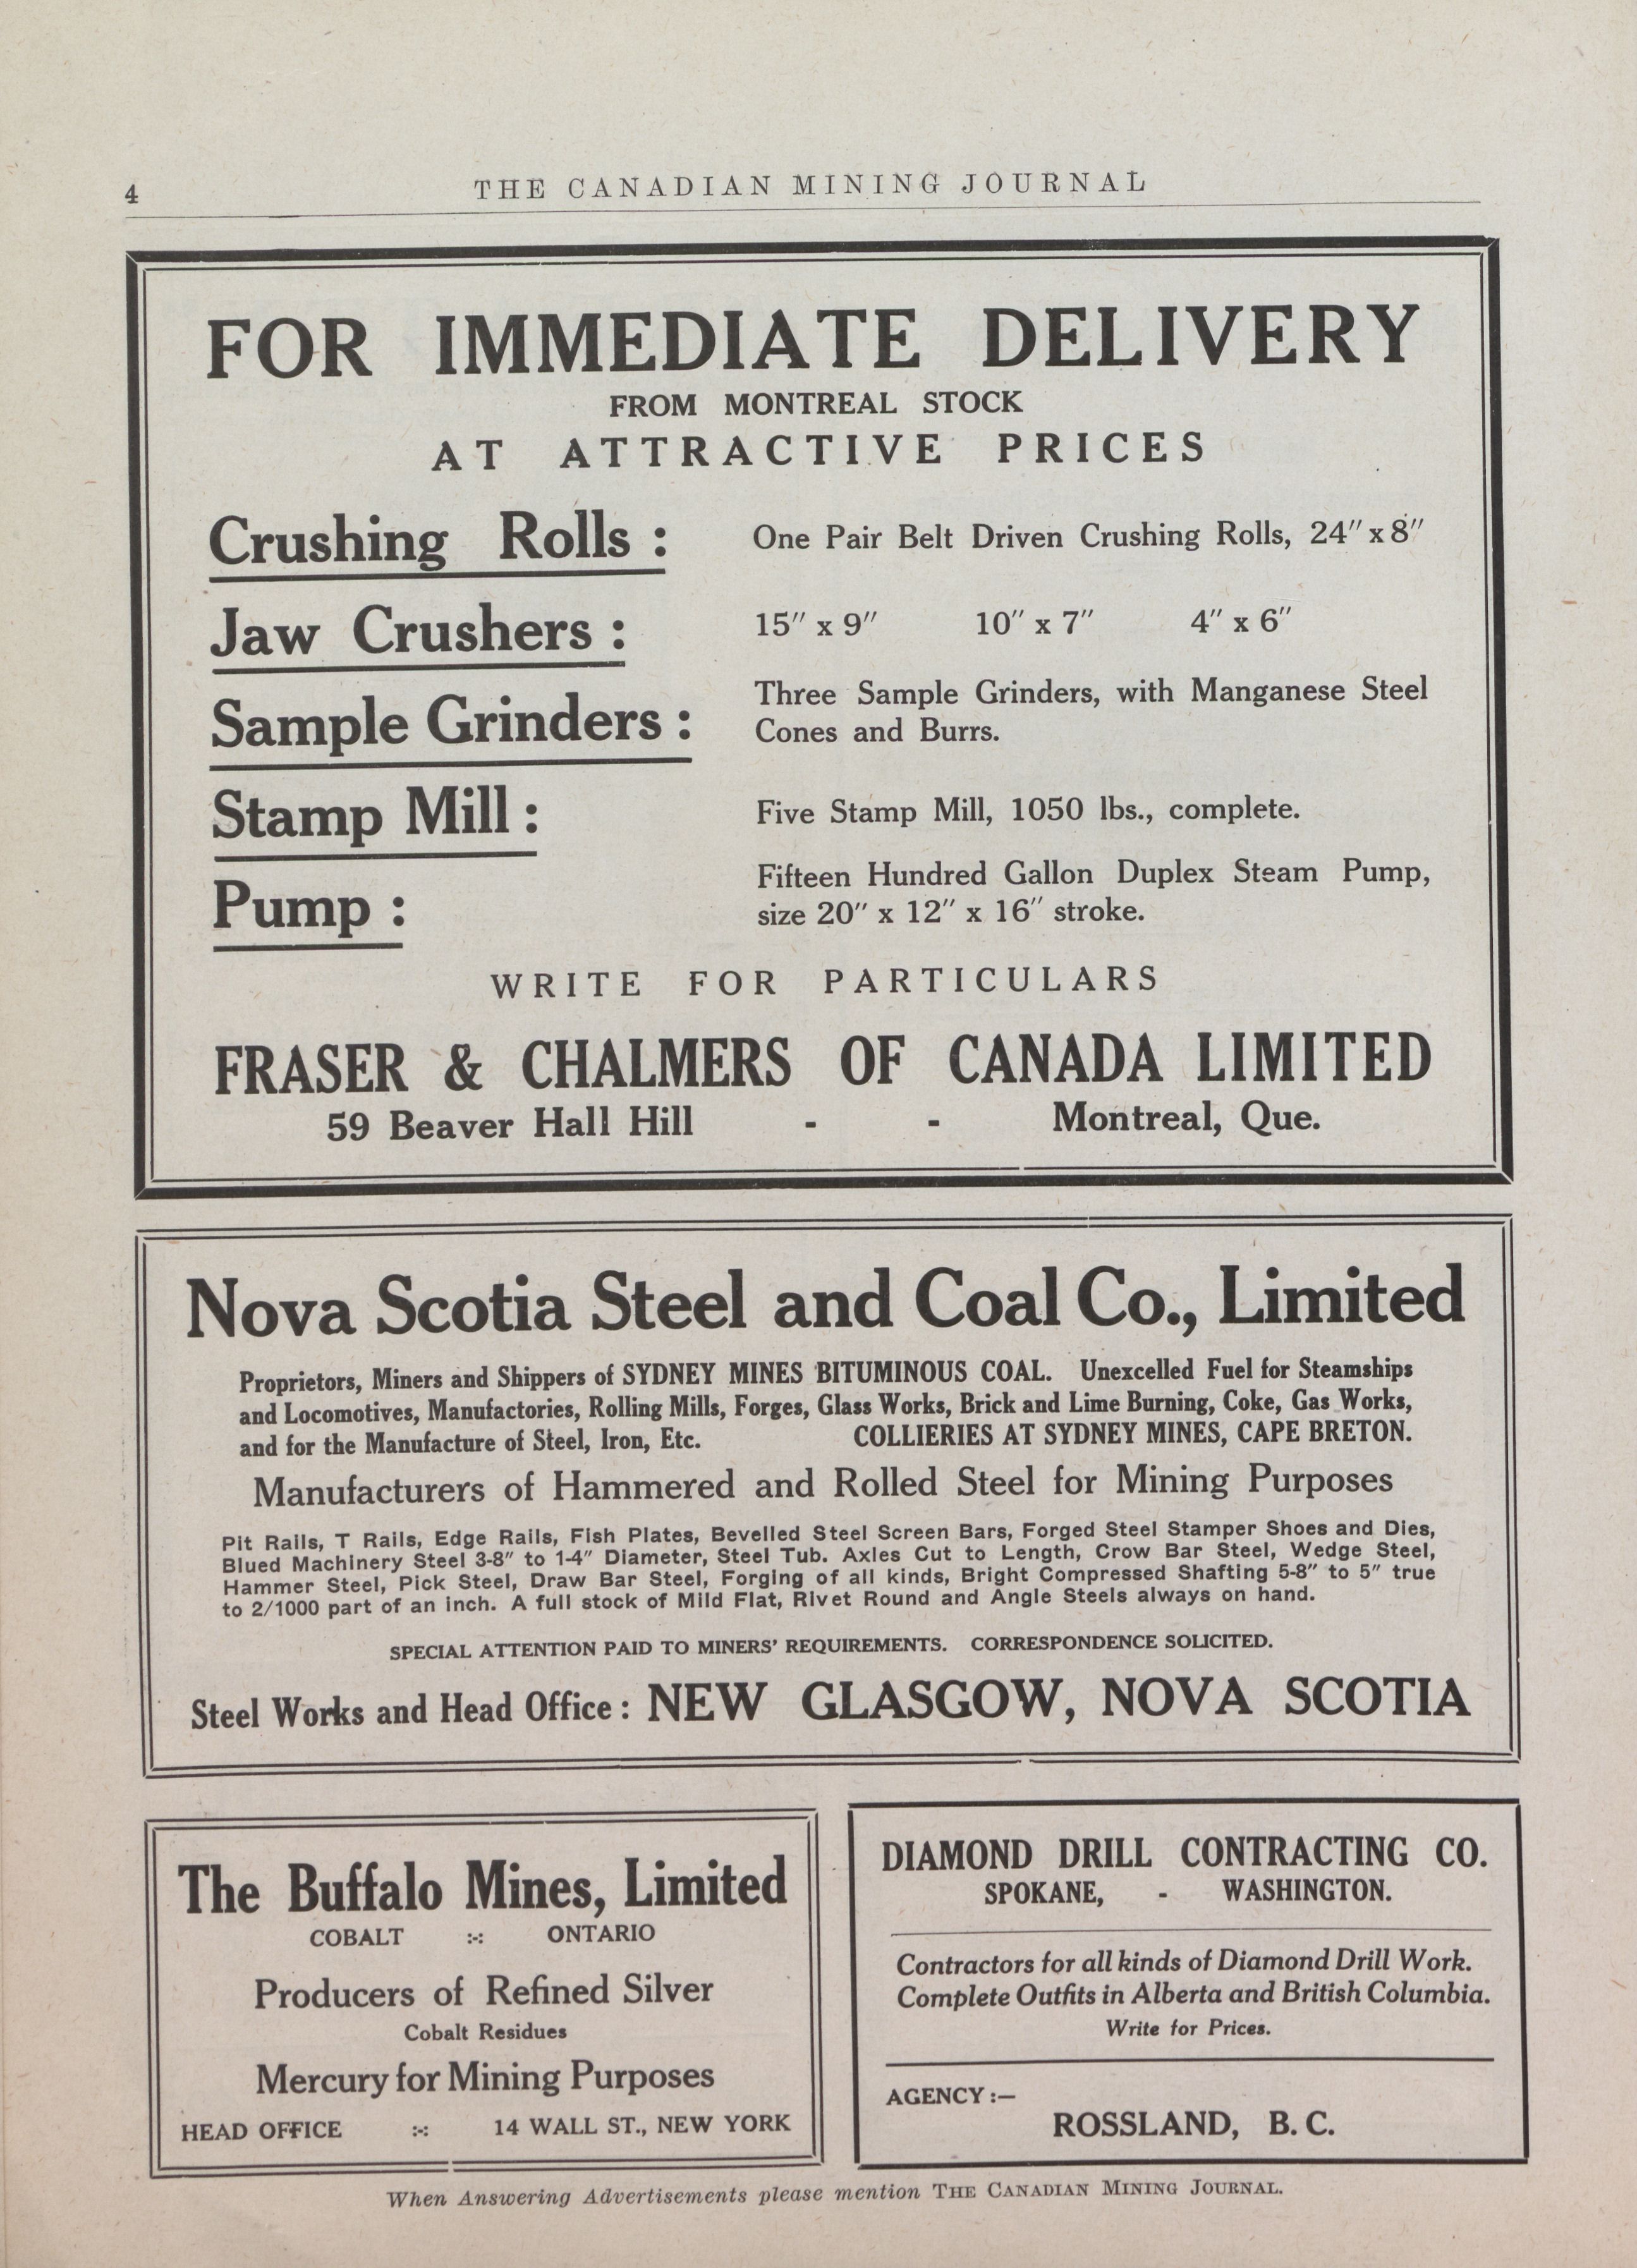 4
THE CANADIAN MINING JOURNAL
FOR IMMEDIATE DELIVERY
FROM MONTREAL STOCK
AT ATTRACTIVE PRICES
Crushing Rolls : One Pair Belt Driven Crushing Rolls, 24″ x 8″
Jaw Crushers : 15″ x 9″ 10″ x 7″ 4″ x 6″
Sample Grinders : Three Sample Grinders, with Manganese Steel
Cones and Burrs.
Stamp Mill : Five Stamp Mill, 1050 lbs., complete.
Pump : Fifteen Hundred Gallon Duplex Steam Pump,
size 20″ x 12″ x 16″ stroke.
WRITE FOR PARTICULARS
FRASER & CHALMERS OF CANADA LIMITED
59 Beaver Hall Hill - - Montreal, Que.
Nova Scotia Steel and Coal Co., Limited
Proprietors, Miners and Shippers of SYDNEY MINES BITUMINOUS COAL. Unexcelled Fuel for Steamships
and Locomotives, Manufactories, Rolling Mills, Forges, Glass Works, Brick and Lime Burning, Coke, Gas Works,
and for the Manufacture of Steel, Iron, Etc. COLLIERIES AT SYDNEY MINES, CAPE BRETON.
Manufacturers of Hammered and Rolled Steel for Mining Purposes
Pit Rails, T Rails, Edge Rails, Fish Plates, Bevelled Steel Screen Bars, Forged Steel Stamper Shoes and Dies,
Blued Machinery Steel 3-8″ to 1-4″ Diameter, Steel Tub. Axles Cut to Length, Crow Bar Steel, Wedge Steel,
Hammer Steel, Pick Steel, Draw Bar Steel, Forging of all kinds, Bright Compressed Shafting 5-8″ to 5″ true
to 2/1000 part of an inch. A full stock of Mild Flat, Rivet Round and Angle Steels always on hand.
SPECIAL ATTENTION PAID TO MINERS' REQUIREMENTS. CORRESPONDENCE SOLICITED.
Steel Works and Head Office : NEW GLASGOW, NOVA SCOTIA
The Buffalo Mines, Limited
COBALT :-: ONTARIO
Producers of Refined Silver
Cobalt Residues
Mercury for Mining Purposes
HEAD OFFICE :-: 14 WALL ST., NEW YORK
DIAMOND DRILL CONTRACTING CO.
SPOKANE, - WASHINGTON.
Contractors for all kinds of Diamond Drill Work.
Complete Outfits in Alberta and British Columbia.
Write for Prices.
AGENCY :—
ROSSLAND, B. C.
When Answering Advertisements please mention THE CANADIAN MINING JOURNAL.